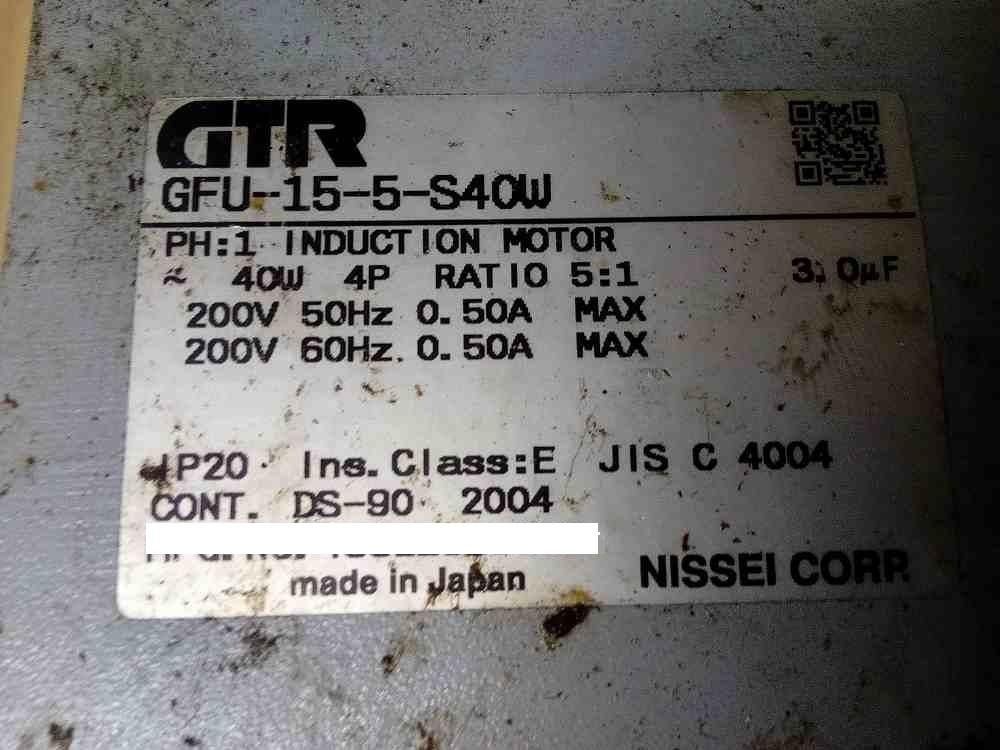 GTR
GFU-15-5-S40W
PH:1 INDUCTION MOTOR
~ 40W 4P RATIO 5:1 3.0µF
200V 50Hz 0.50A MAX
200V 60Hz 0.50A MAX
IP20 Ins.Class:E JIS C 4004
CONT. DS-90 2004
made in Japan
NISSEI CORP.